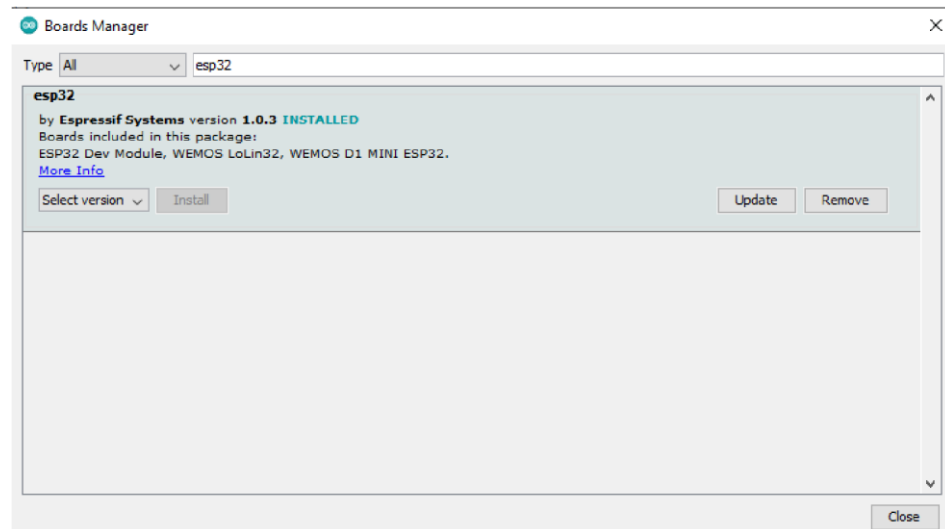 Boards Manager
Type All esp32
esp32
by Espressif Systems version 1.0.3 INSTALLED
Boards included in this package:
ESP32 Dev Module, WEMOS LoLin32, WEMOS D1 MINI ESP32.
More Info
Select version Install Update Remove
Close